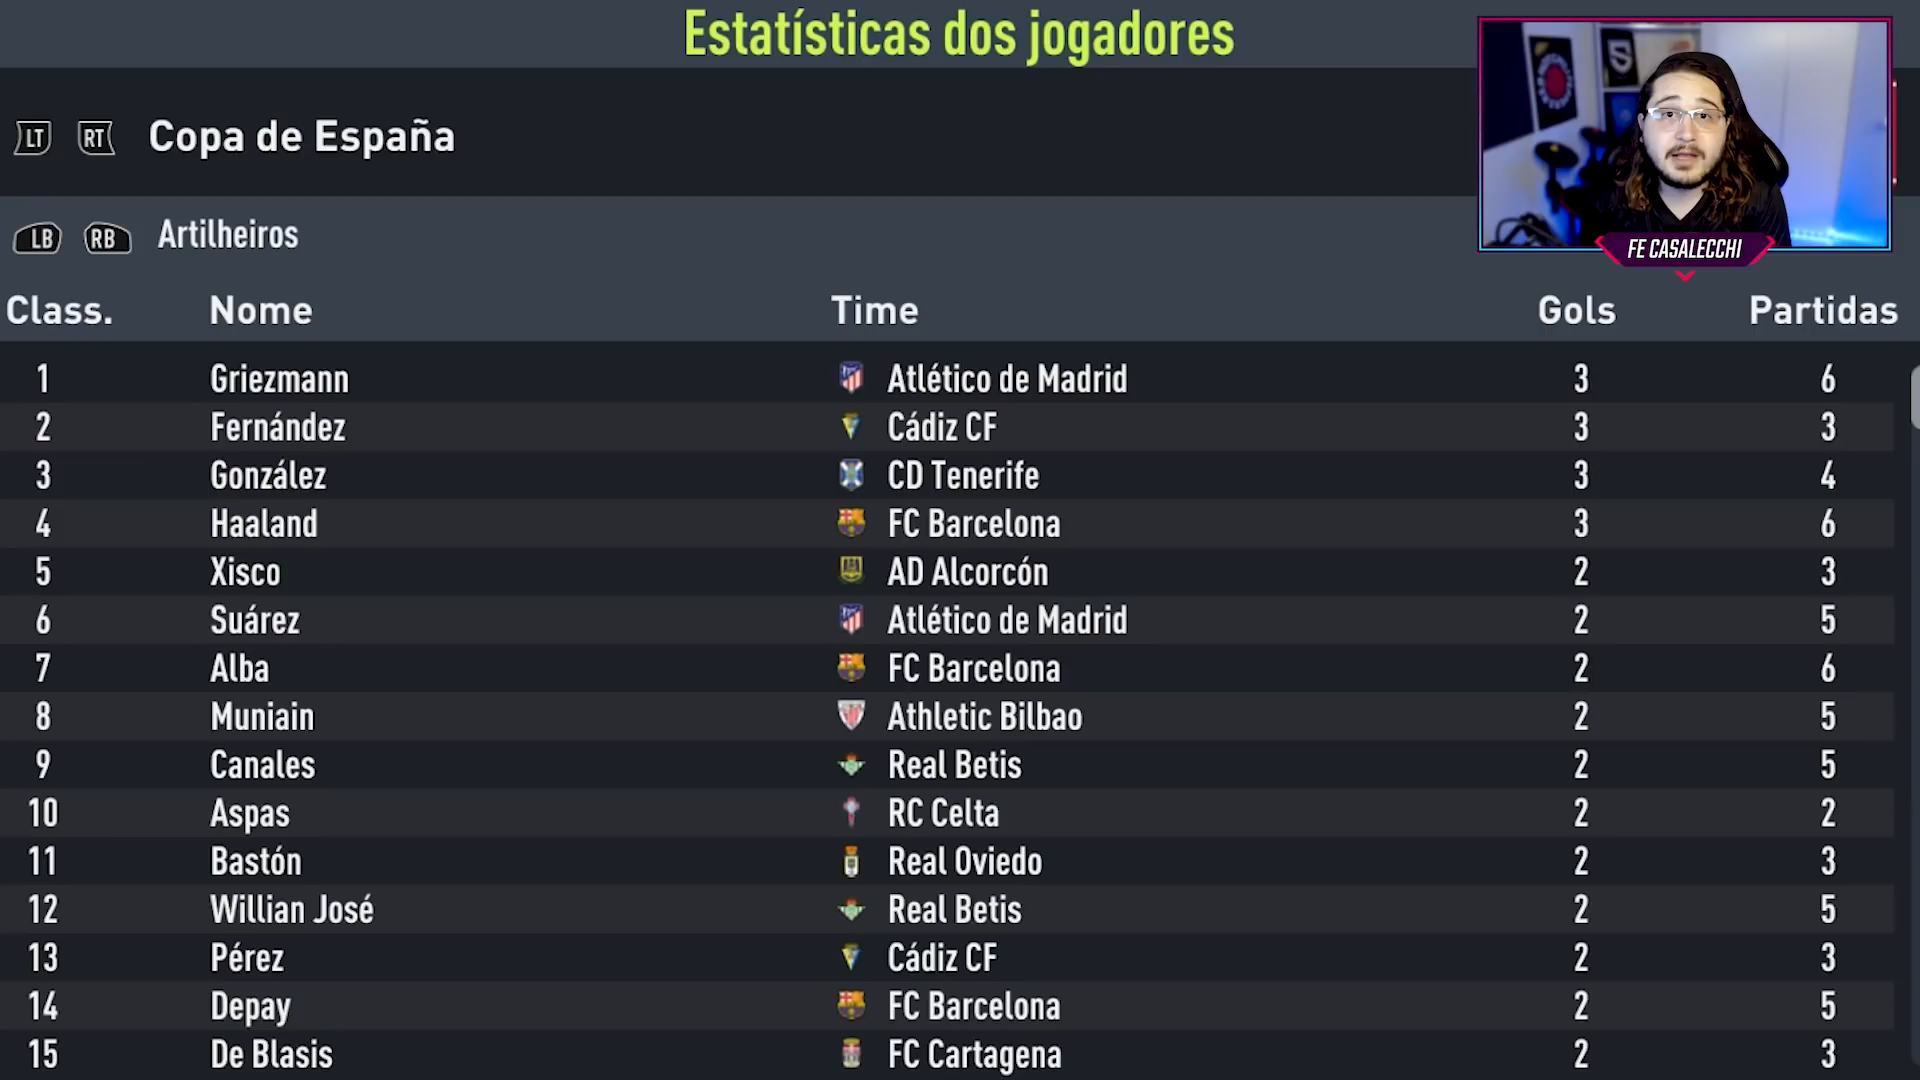 Estatísticas dos jogadores
LT RT Copa de España
FE CASALECCHI
LB RB Artilheiros
Class. Nome Time Gols Partidas
1 Griezmann Atlético de Madrid 3 6
2 Fernández Cádiz CF 3 3
3 González CD Tenerife 3 4
4 Haaland FC Barcelona 3 6
5 Xisco AD Alcorcón 2 3
6 Suárez Atlético de Madrid 2 5
7 Alba FC Barcelona 2 6
8 Muniain Athletic Bilbao 2 5
9 Canales Real Betis 2 5
10 Aspas RC Celta 2 2
11 Bastón Real Oviedo 2 3
12 Willian José Real Betis 2 5
13 Pérez Cádiz CF 2 3
14 Depay FC Barcelona 2 5
15 De Blasis FC Cartagena 2 3